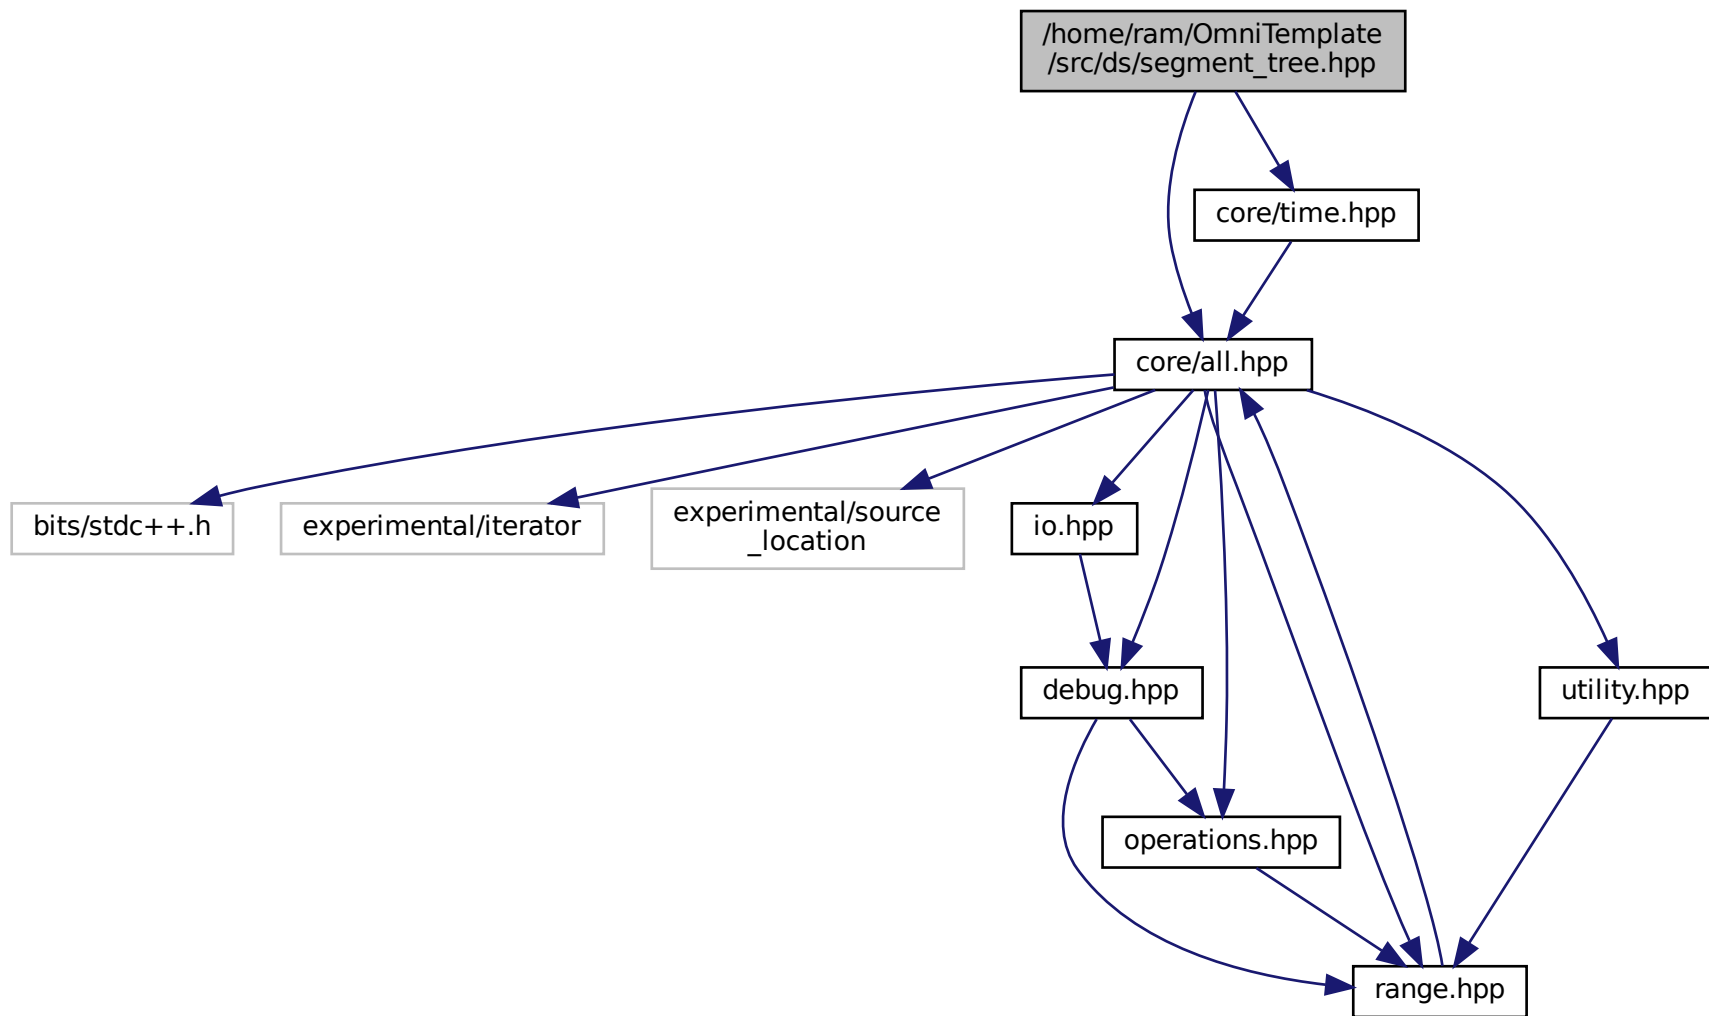 /home/ram/OmniTemplate
/src/ds/segment_tree.hpp
core/time.hpp
core/all.hpp
bits/stdc++.h
experimental/iterator
experimental/source
_location
io.hpp
debug.hpp
utility.hpp
operations.hpp
range.hpp